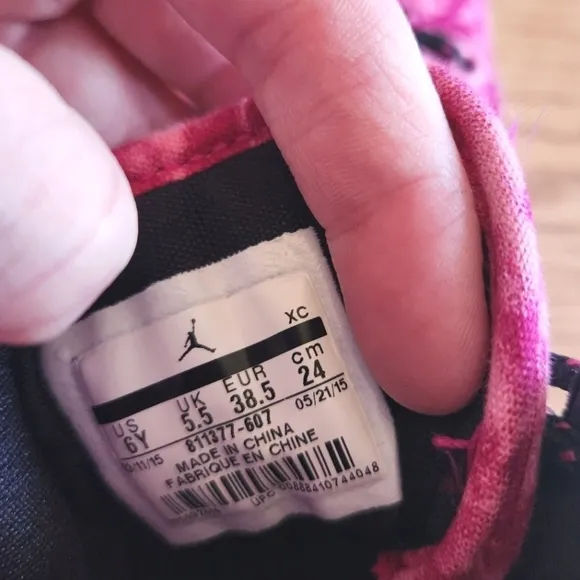 XC
US UK EUR cm
6Y 5.5 38.5 24
811377-607 05/21/15
MADE IN CHINA
FABRIQUE EN CHINE